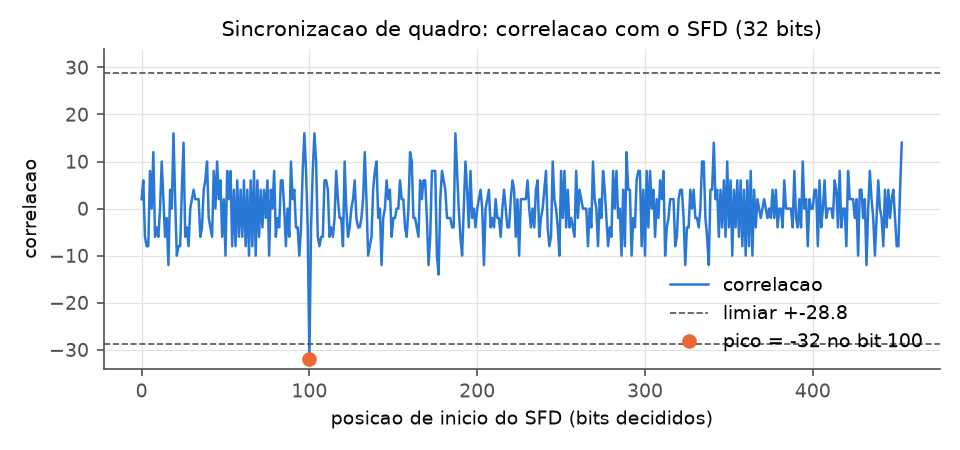 Sincronizacao de quadro: correlacao com o SFD (32 bits)
correlacao
30
20
10
0
−10
−20
−30
correlacao
limiar +-28.8
pico = -32 no bit 100
0
100
200
300
400
posicao de inicio do SFD (bits decididos)